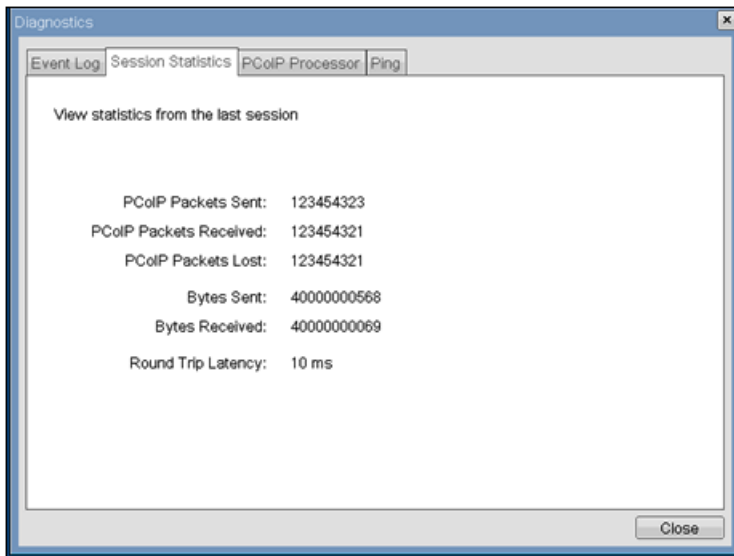 Diagnostics
Event Log Session Statistics PCoIP Processor Ping
View statistics from the last session
PCoIP Packets Sent: 123454323
PCoIP Packets Received: 123454321
PCoIP Packets Lost: 123454321
Bytes Sent: 40000000568
Bytes Received: 40000000069
Round Trip Latency: 10 ms
Close